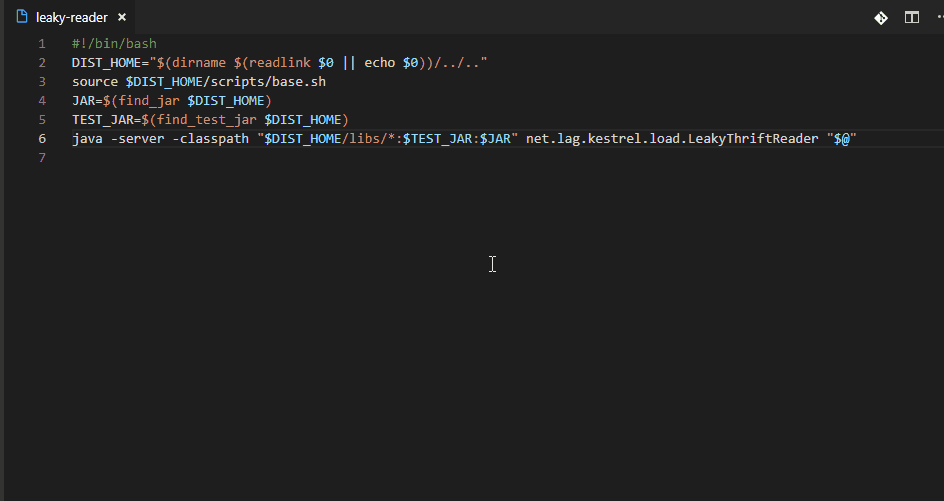 leaky-reader
1 #!/bin/bash
2 DIST_HOME="$(dirname $(readlink $0 || echo $0))/../.."
3 source $DIST_HOME/scripts/base.sh
4 JAR=$(find_jar $DIST_HOME)
5 TEST_JAR=$(find_test_jar $DIST_HOME)
6 java -server -classpath "$DIST_HOME/libs/*:$TEST_JAR:$JAR" net.lag.kestrel.load.LeakyThriftReader "$@"
7